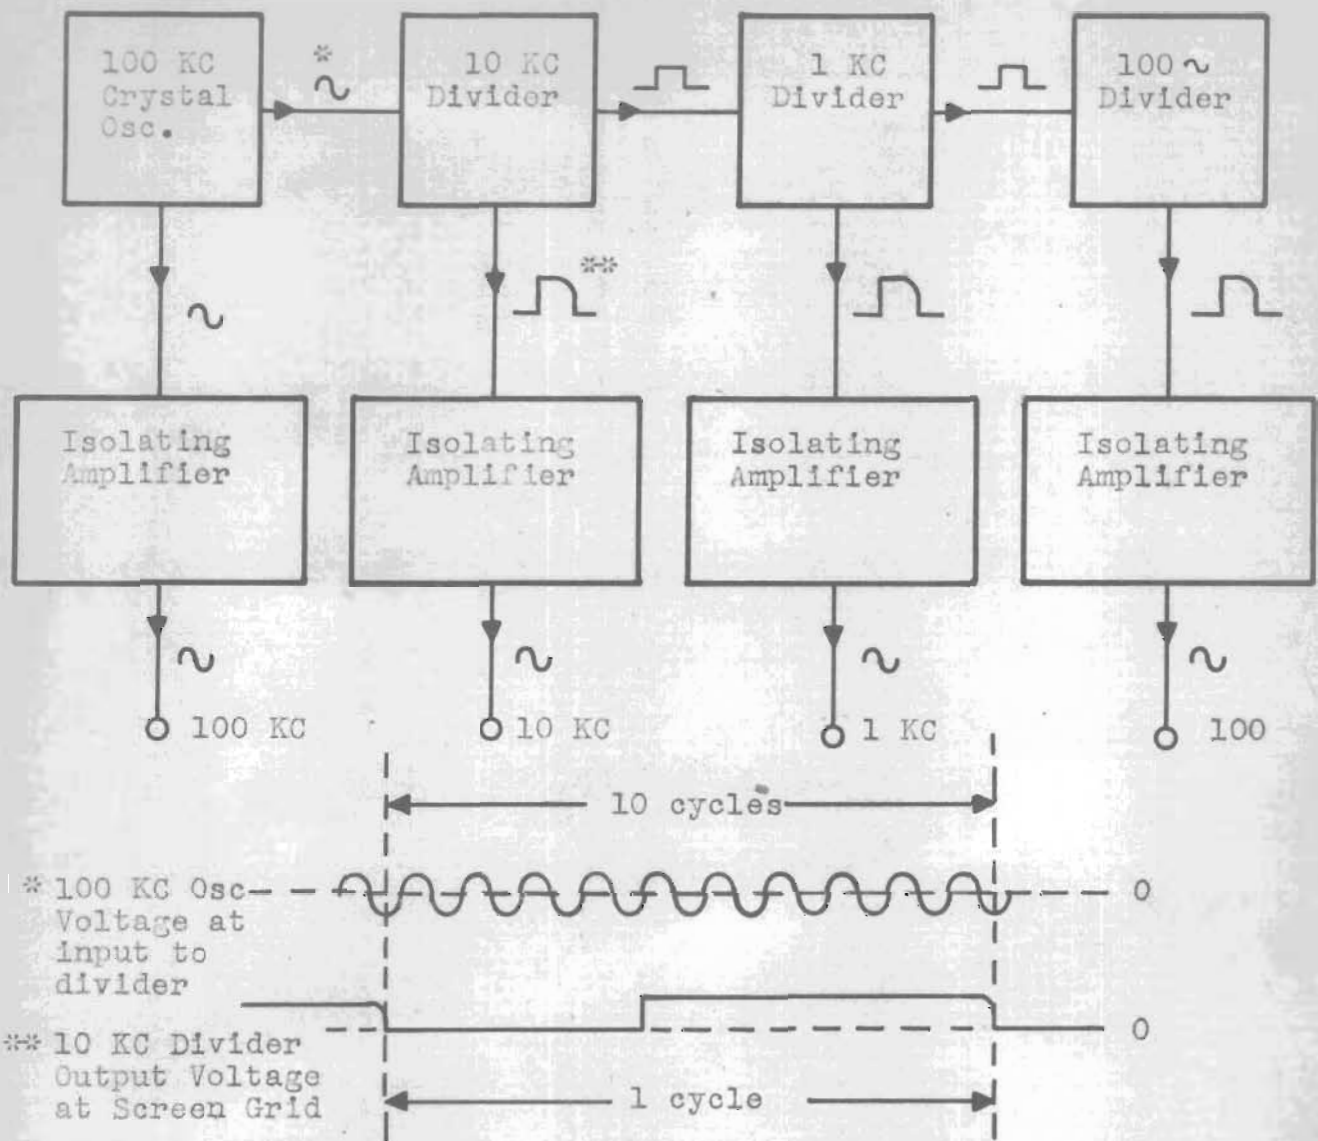 100 KC
Crystal
Osc.
*
10 KC
Divider
1 KC
Divider
100 ~
Divider
**
Isolating
Amplifier
Isolating
Amplifier
Isolating
Amplifier
Isolating
Amplifier
100 KC
10 KC
1 KC
100
10 cycles
* 100 KC Osc
Voltage at
input to
divider
0
** 10 KC Divider
Output Voltage
at Screen Grid
0
1 cycle